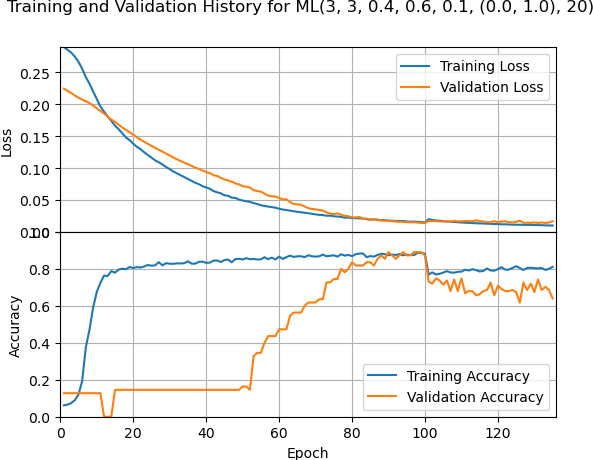 Training and Validation History for ML(3, 3, 0.4, 0.6, 0.1, (0.0, 1.0), 20)
Training Loss
Validation Loss
0.25
0.20
0.15
0.10
0.05
0.00
Loss
1.0
0.8
0.6
0.4
0.2
0.0
Accuracy
Training Accuracy
Validation Accuracy
0 20 40 60 80 100 120
Epoch